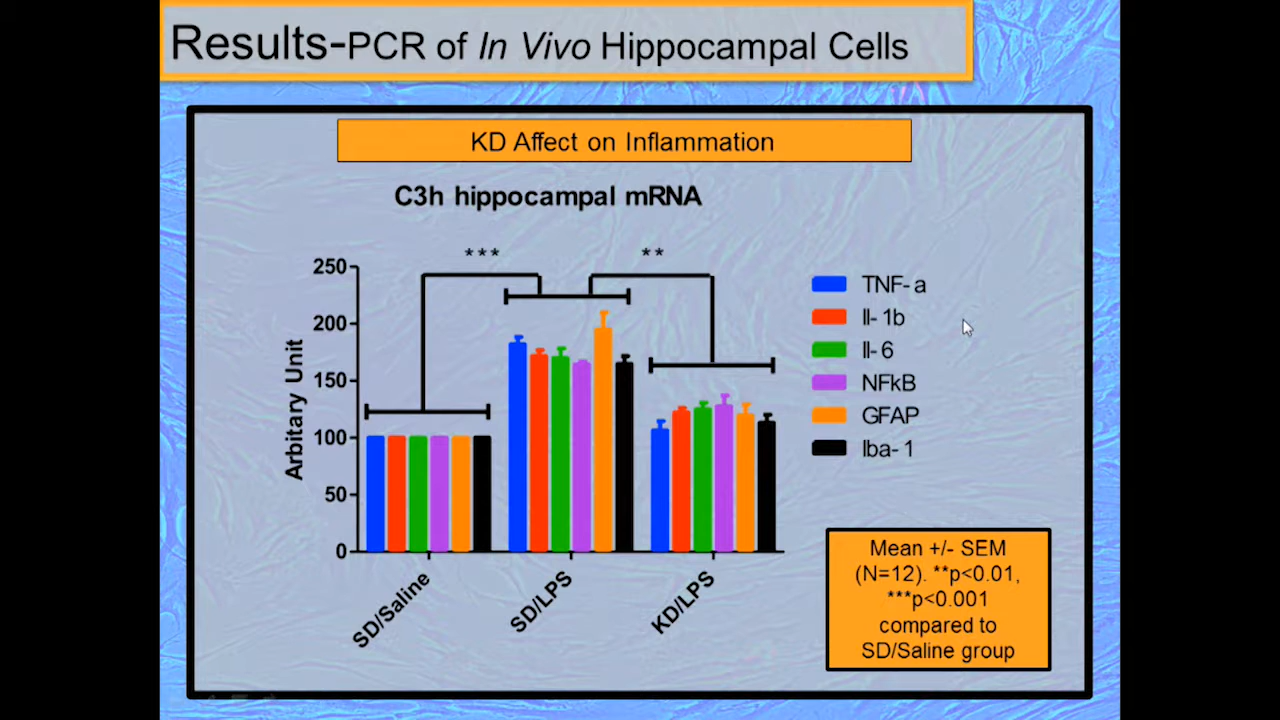 Results-PCR of In Vivo Hippocampal Cells
KD Affect on Inflammation
C3h hippocampal mRNA
***
**
250
200
150
100
50
0
Arbitary Unit
SD/Saline
SD/LPS
KD/LPS
TNF-a
Il-1b
Il-6
NFkB
GFAP
Iba-1
Mean +/- SEM
(N=12). **p<0.01,
***p<0.001
compared to
SD/Saline group